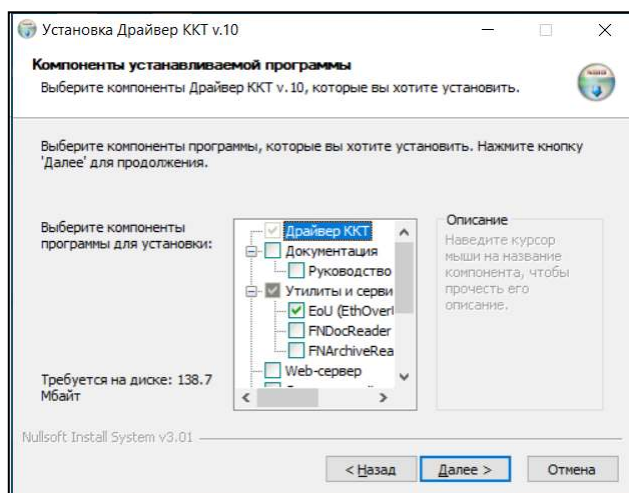 Установка Драйвер ККТ v.10
Компоненты устанавливаемой программы
Выберите компоненты Драйвер ККТ v.10, которые вы хотите установить.
Выберите компоненты программы, которые вы хотите установить. Нажмите кнопку
'Далее' для продолжения.
Выберите компоненты
программы для установки:
Драйвер ККТ
Документация
Руководство
Утилиты и серви
EoU (EthOverl
FNDocReader
FNArchiveRea
Web-сервер
Описание
Наведите курсор
мыши на название
компонента, чтобы
прочесть его
описание.
Требуется на диске: 138.7
Мбайт
Nullsoft Install System v3.01
< Назад
Далее >
Отмена